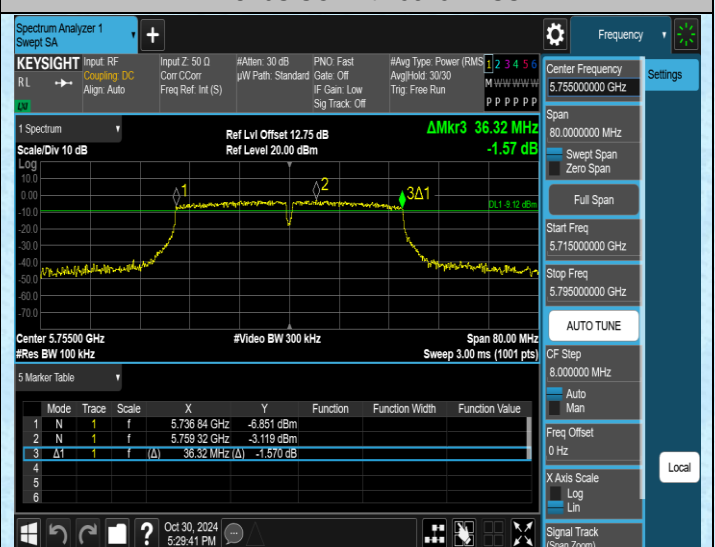 Spectrum Analyzer 1
Swept SA
Frequency
KEYSIGHT
RL
LXI
Input: RF
Coupling: DC
Align: Auto
Input Z: 50 Ω
Corr CCorr
Freq Ref: Int (S)
#Atten: 30 dB
µW Path: Standard
PNO: Fast
Gate: Off
IF Gain: Low
Sig Track: Off
#Avg Type: Power (RMS
Avg|Hold: 30/30
Trig: Free Run
1 2 3 4 5 6
M W W W W W
P P P P P P
1 Spectrum
Scale/Div 10 dB
Ref Lvl Offset 12.75 dB
Ref Level 20.00 dBm
ΔMkr3 36.32 MHz
-1.57 dB
Log
10.0
0.00
-10.0
-20.0
-30.0
-40.0
-50.0
-60.0
-70.0
1
2
3Δ1
DL1 -9.12 dBm
Center 5.75500 GHz
#Res BW 100 kHz
#Video BW 300 kHz
Span 80.00 MHz
Sweep 3.00 ms (1001 pts)
5 Marker Table
Mode Trace Scale X Y Function Function Width Function Value
1 N 1 f 5.736 84 GHz -6.851 dBm
2 N 1 f 5.759 32 GHz -3.119 dBm
3 Δ1 1 f (Δ) 36.32 MHz (Δ) -1.570 dB
4
5
6
Oct 30, 2024
5:29:41 PM
Center Frequency
5.755000000 GHz
Span
80.0000000 MHz
Swept Span
Zero Span
Full Span
Start Freq
5.715000000 GHz
Stop Freq
5.795000000 GHz
AUTO TUNE
CF Step
8.000000 MHz
Auto
Man
Freq Offset
0 Hz
X Axis Scale
Log
Lin
Signal Track
(Span Zoom)
Settings
Local